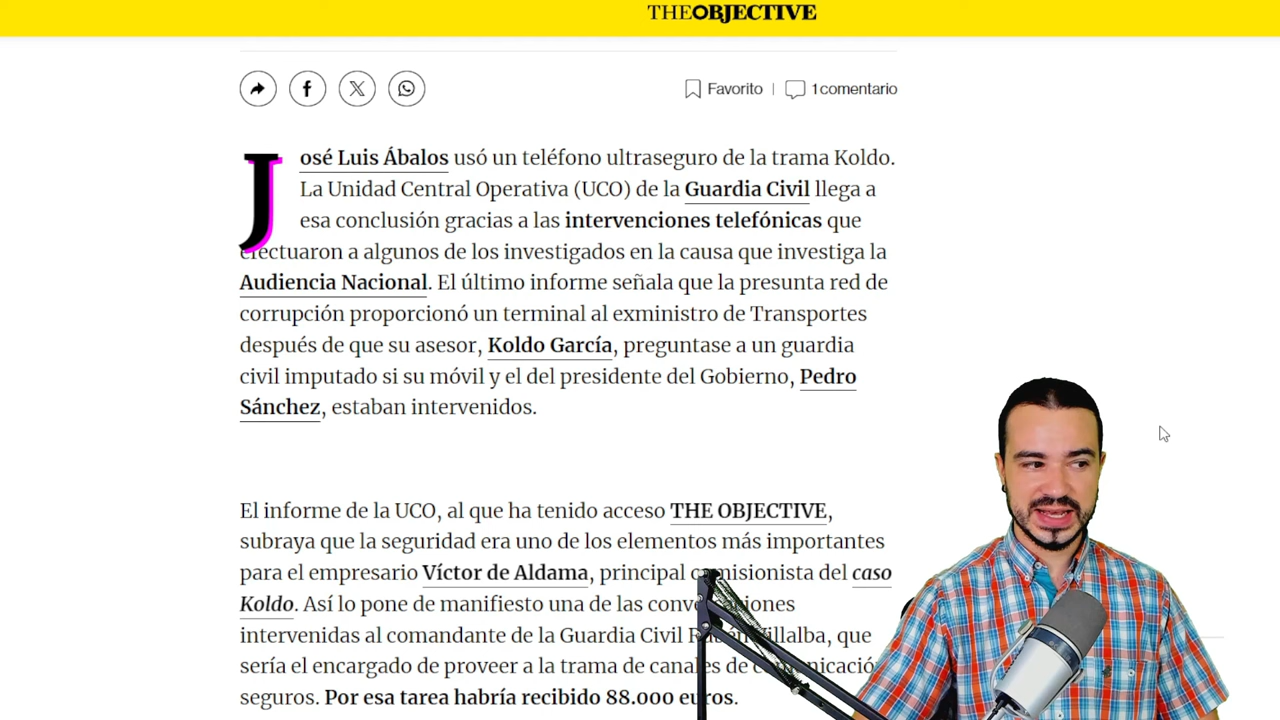 THEOBJECTIVE
Favorito | 1 comentario
José Luis Ábalos usó un teléfono ultraseguro de la trama Koldo.
La Unidad Central Operativa (UCO) de la Guardia Civil llega a
esa conclusión gracias a las intervenciones telefónicas que
efectuaron a algunos de los investigados en la causa que investiga la
Audiencia Nacional. El último informe señala que la presunta red de
corrupción proporcionó un terminal al exministro de Transportes
después de que su asesor, Koldo García, preguntase a un guardia
civil imputado si su móvil y el del presidente del Gobierno, Pedro
Sánchez, estaban intervenidos.
El informe de la UCO, al que ha tenido acceso THE OBJECTIVE,
subraya que la seguridad era uno de los elementos más importantes
para el empresario Víctor de Aldama, principal comisionista del caso
Koldo. Así lo pone de manifiesto una de las conversaciones
intervenidas al comandante de la Guardia Civil Rubén Villalba, que
sería el encargado de proveer a la trama de canales de comunicación
seguros. Por esa tarea habría recibido 88.000 euros.